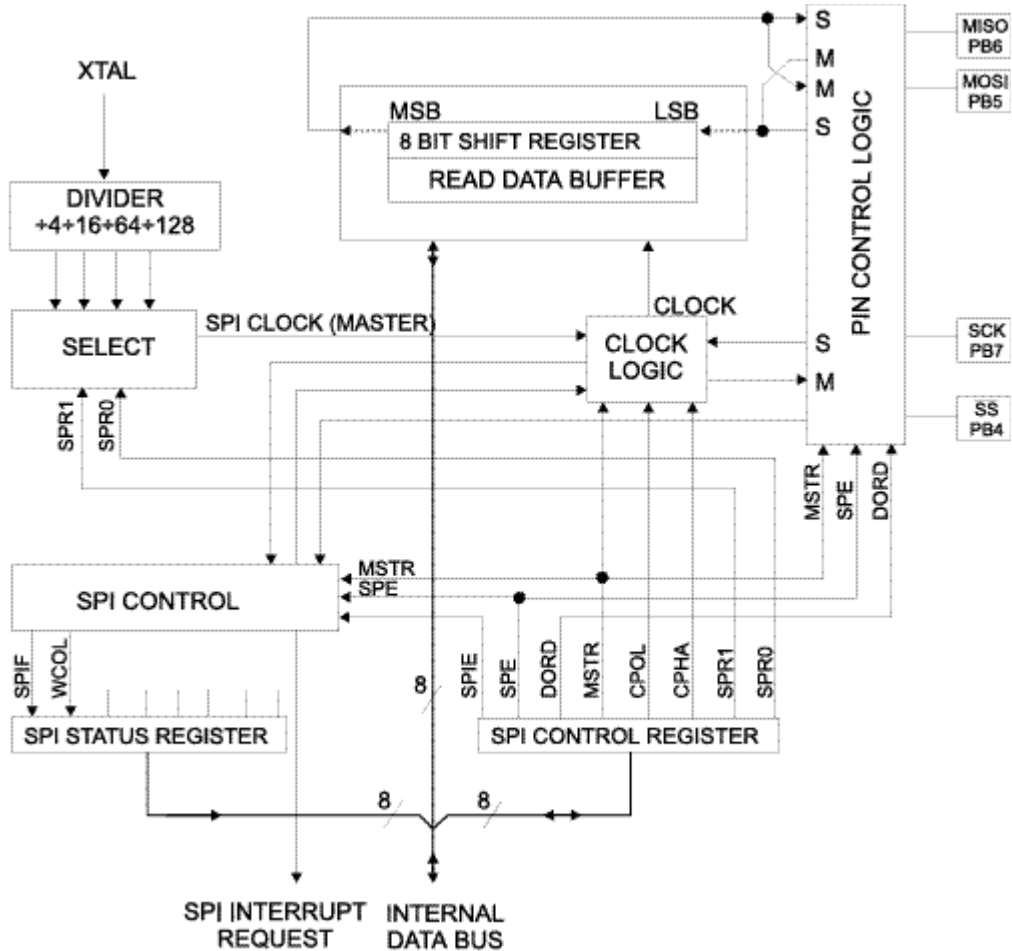 XTAL
DIVIDER
+4+16+64+128
SELECT
SPR1
SPR0
SPI CLOCK (MASTER)
MSB
LSB
8 BIT SHIFT REGISTER
READ DATA BUFFER
CLOCK
CLOCK
LOGIC
S
M
M
S
S
M
PIN CONTROL LOGIC
MISO
PB6
MOSI
PB5
SCK
PB7
SS
PB4
MSTR
SPE
DORD
SPI CONTROL
MSTR
SPE
SPIF
WCOL
SPI STATUS REGISTER
8
SPIE
SPE
DORD
MSTR
CPOL
CPHA
SPR1
SPR0
SPI CONTROL REGISTER
8
8
SPI INTERRUPT
REQUEST
INTERNAL
DATA BUS